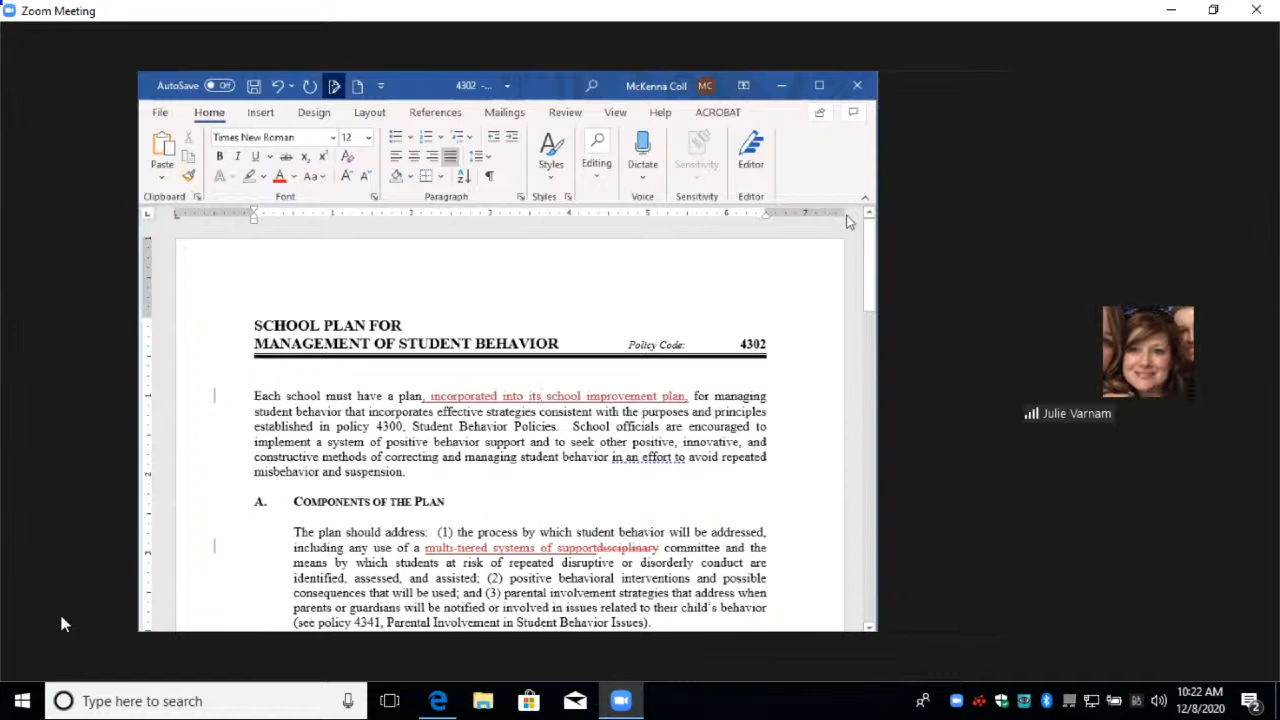 Zoom Meeting
AutoSave Off 4302 -... McKenna Coll MC
File Home Insert Design Layout References Mailings Review View Help ACROBAT
Times New Roman 12
Paste Styles Editing Dictate Sensitivity Editor
Clipboard Font Paragraph Styles Voice Sensitivity Editor
1 2 3 4 5 6 7
SCHOOL PLAN FOR
MANAGEMENT OF STUDENT BEHAVIOR Policy Code: 4302
Each school must have a plan, incorporated into its school improvement plan, for managing
student behavior that incorporates effective strategies consistent with the purposes and principles
established in policy 4300, Student Behavior Policies. School officials are encouraged to
implement a system of positive behavior support and to seek other positive, innovative, and
constructive methods of correcting and managing student behavior in an effort to avoid repeated
misbehavior and suspension.
A. COMPONENTS OF THE PLAN
The plan should address: (1) the process by which student behavior will be addressed,
including any use of a multi-tiered systems of supportdisciplinary committee and the
means by which students at risk of repeated disruptive or disorderly conduct are
identified, assessed, and assisted; (2) positive behavioral interventions and possible
consequences that will be used; and (3) parental involvement strategies that address when
parents or guardians will be notified or involved in issues related to their child's behavior
(see policy 4341, Parental Involvement in Student Behavior Issues).
Julie Varnam
Type here to search
10:22 AM
12/8/2020
2